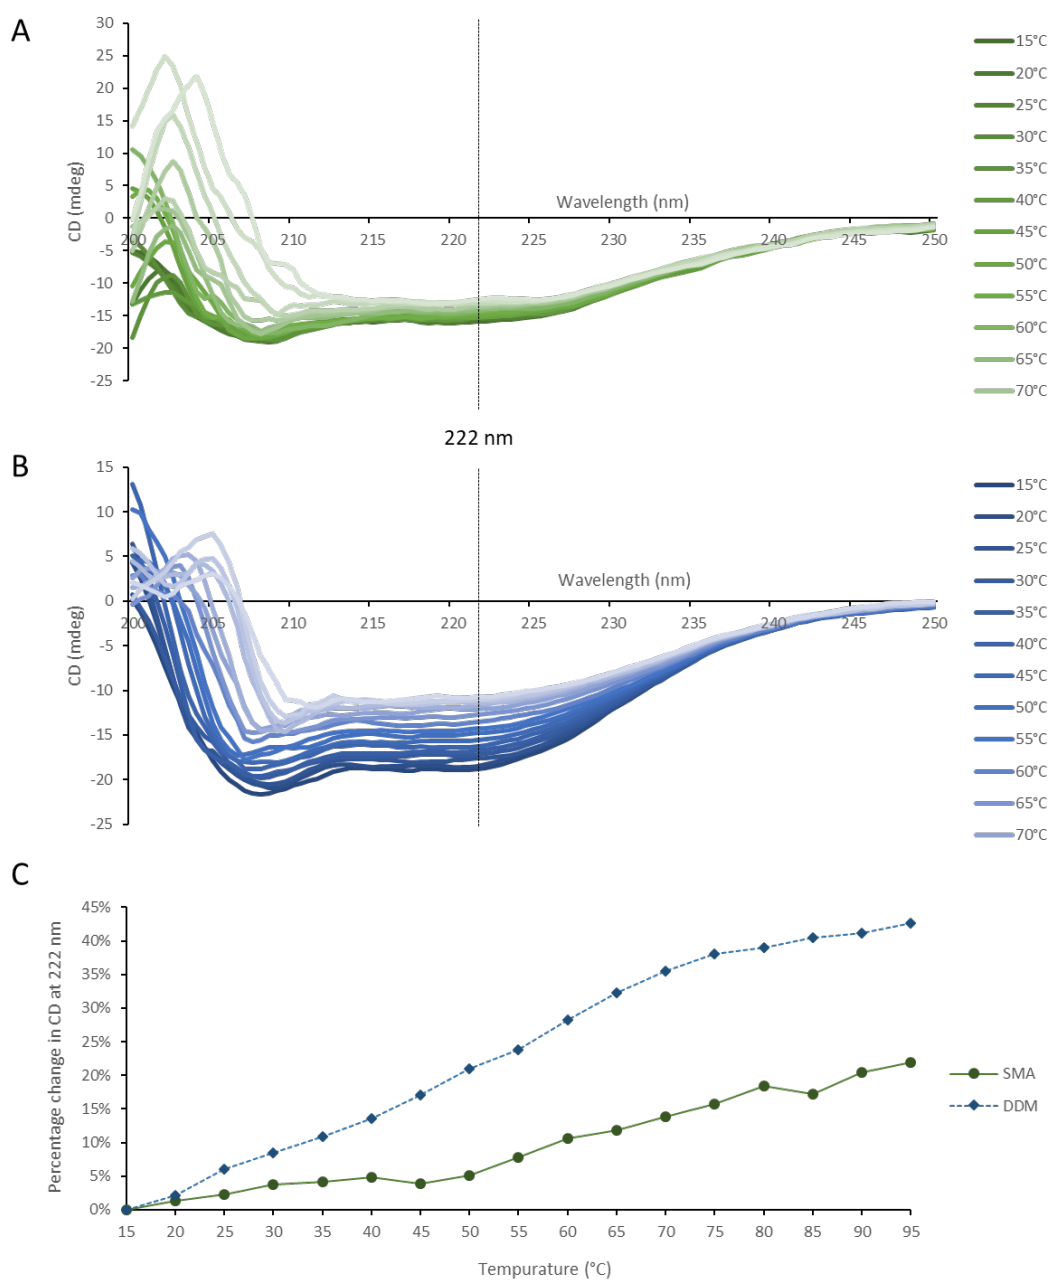 A
30
25
20
15
10
5
0
-5
-10
-15
-20
-25
CD (mdeg)
Wavelength (nm)
200 205 210 215 220 225 230 235 240 245 250
15°C
20°C
25°C
30°C
35°C
40°C
45°C
50°C
55°C
60°C
65°C
70°C
222 nm
B
15
10
5
0
-5
-10
-15
-20
-25
CD (mdeg)
Wavelength (nm)
200 205 210 215 220 225 230 235 240 245 250
15°C
20°C
25°C
30°C
35°C
40°C
45°C
50°C
55°C
60°C
65°C
70°C
C
45%
40%
35%
30%
25%
20%
15%
10%
5%
0%
Percentage change in CD at 222 nm
SMA
DDM
15 20 25 30 35 40 45 50 55 60 65 70 75 80 85 90 95
Tempurature (°C)